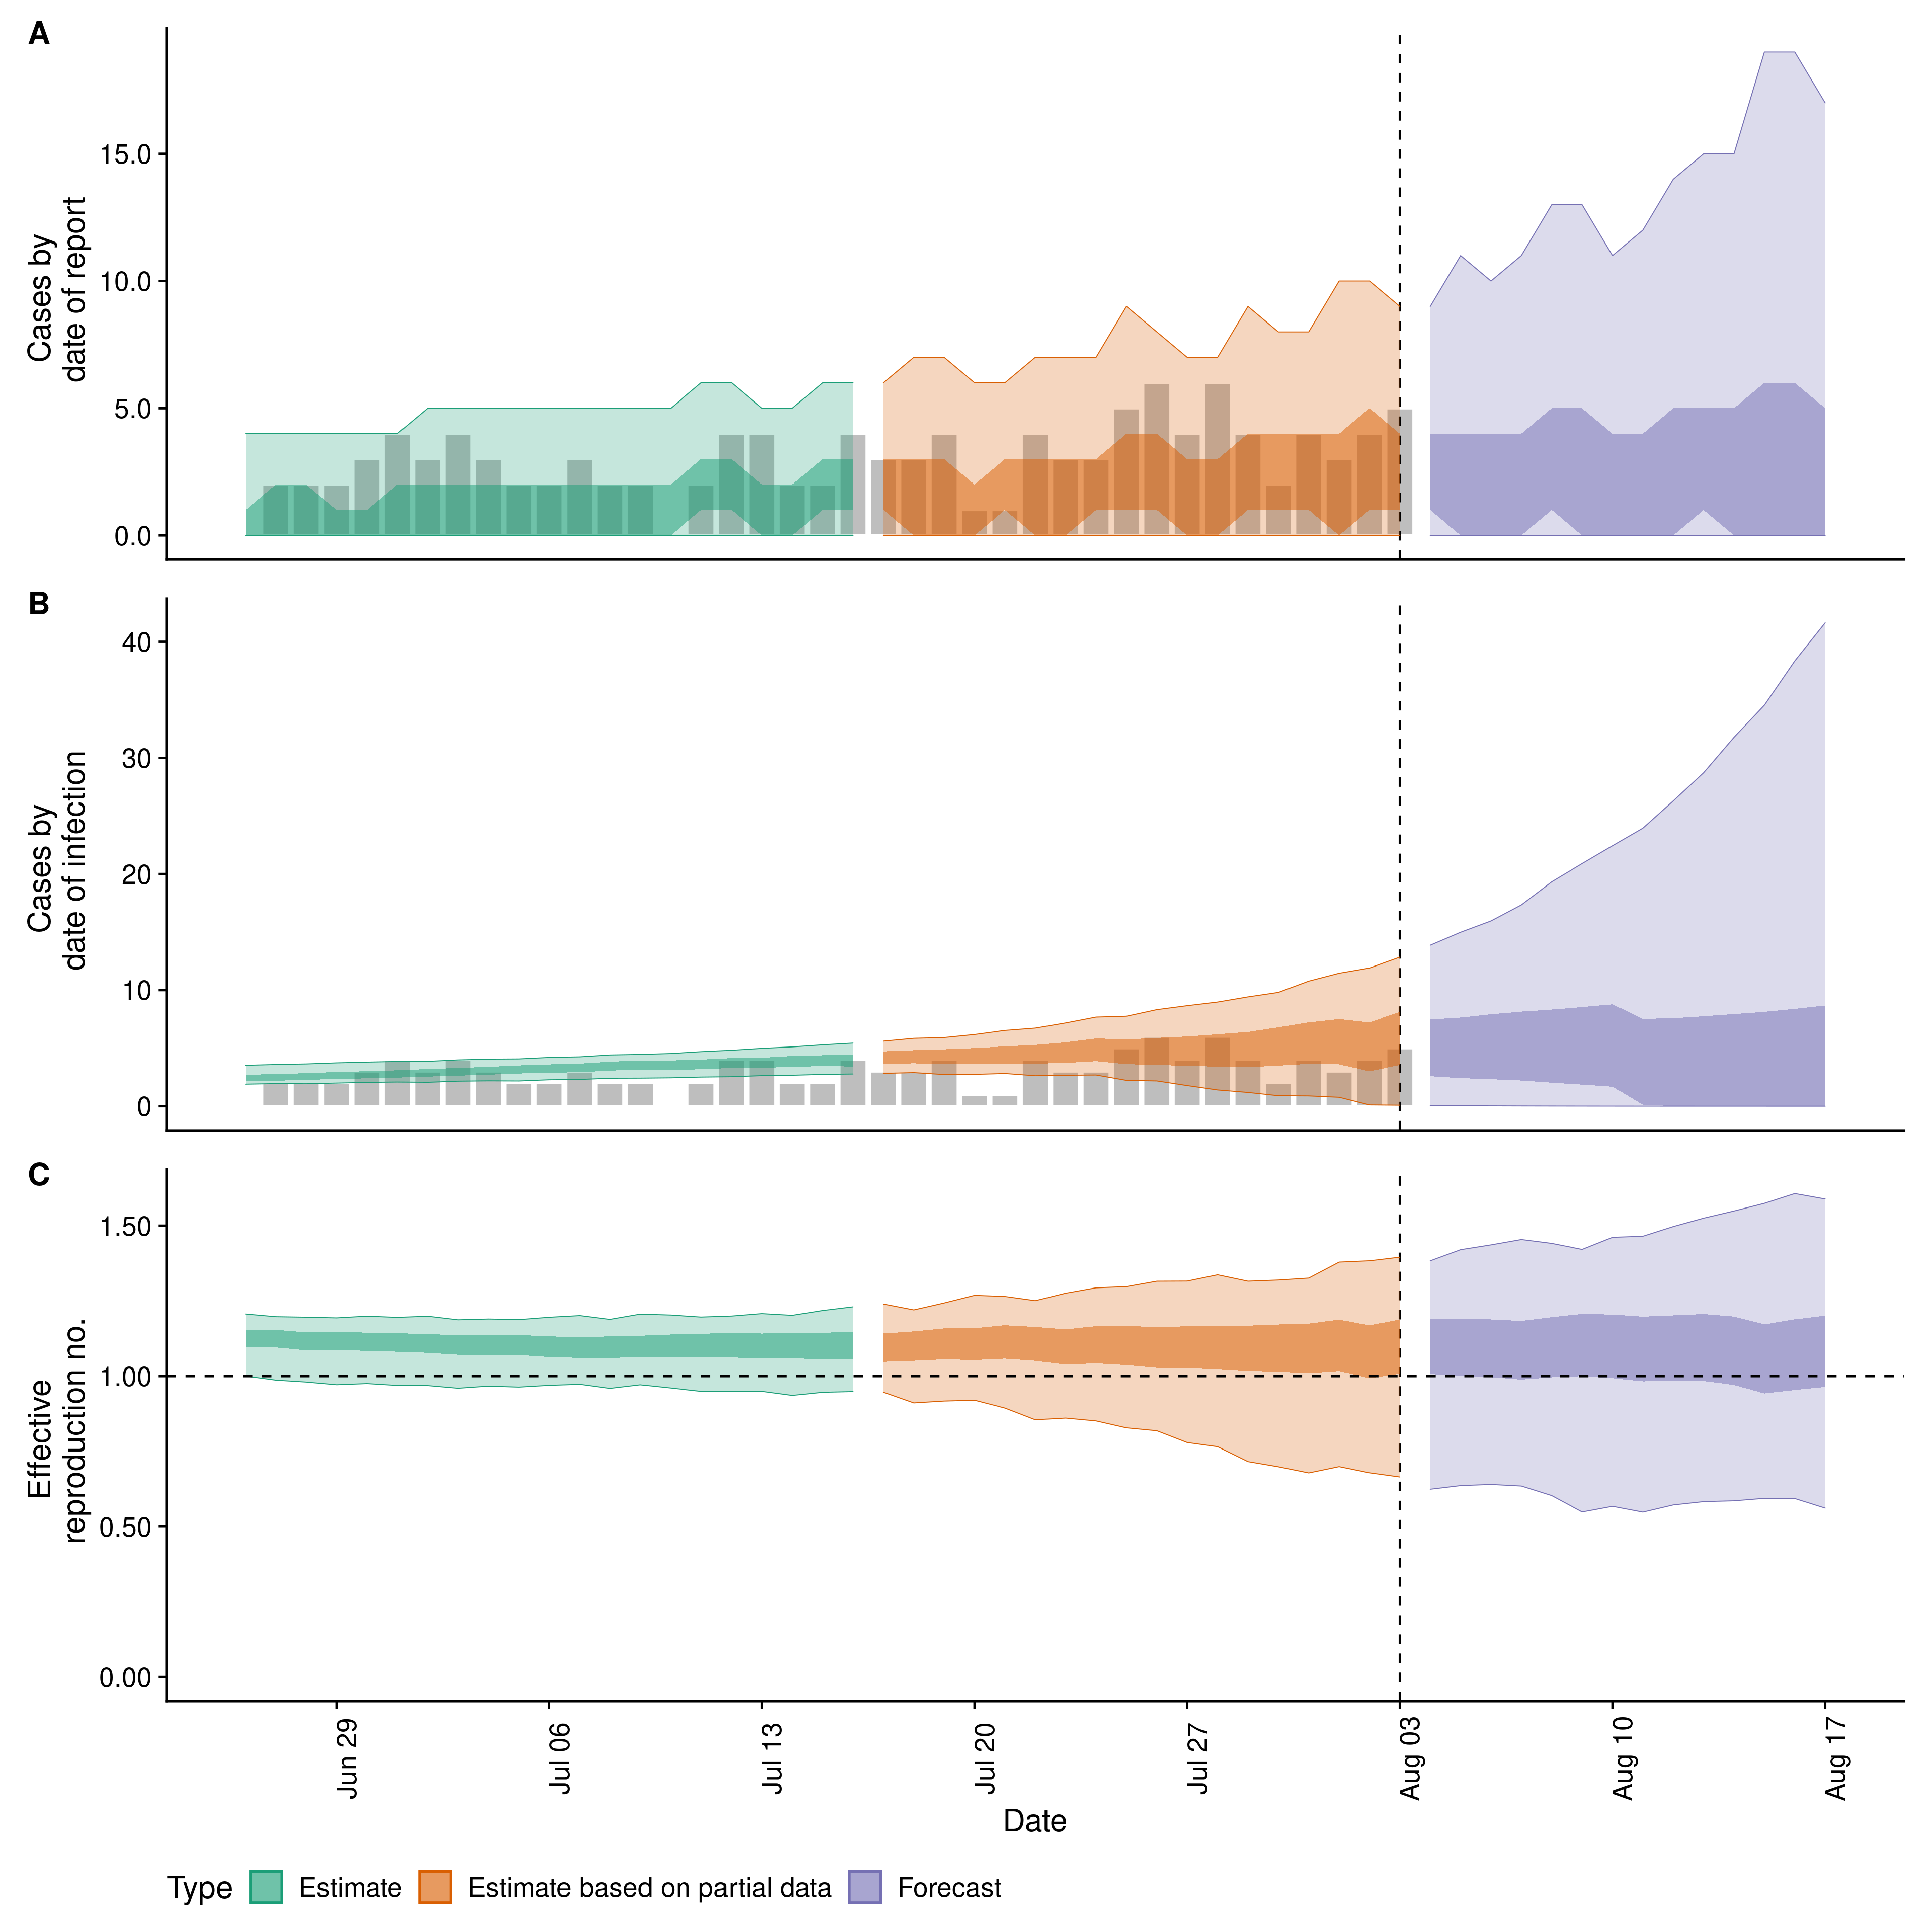 A
Cases by
date of report
15.0
10.0
5.0
0.0
B
Cases by
date of infection
40
30
20
10
0
C
Effective
reproduction no.
1.50
1.00
0.50
0.00
Jun 29
Jul 06
Jul 13
Jul 20
Jul 27
Aug 03
Aug 10
Aug 17
Date
Type Estimate Estimate based on partial data Forecast